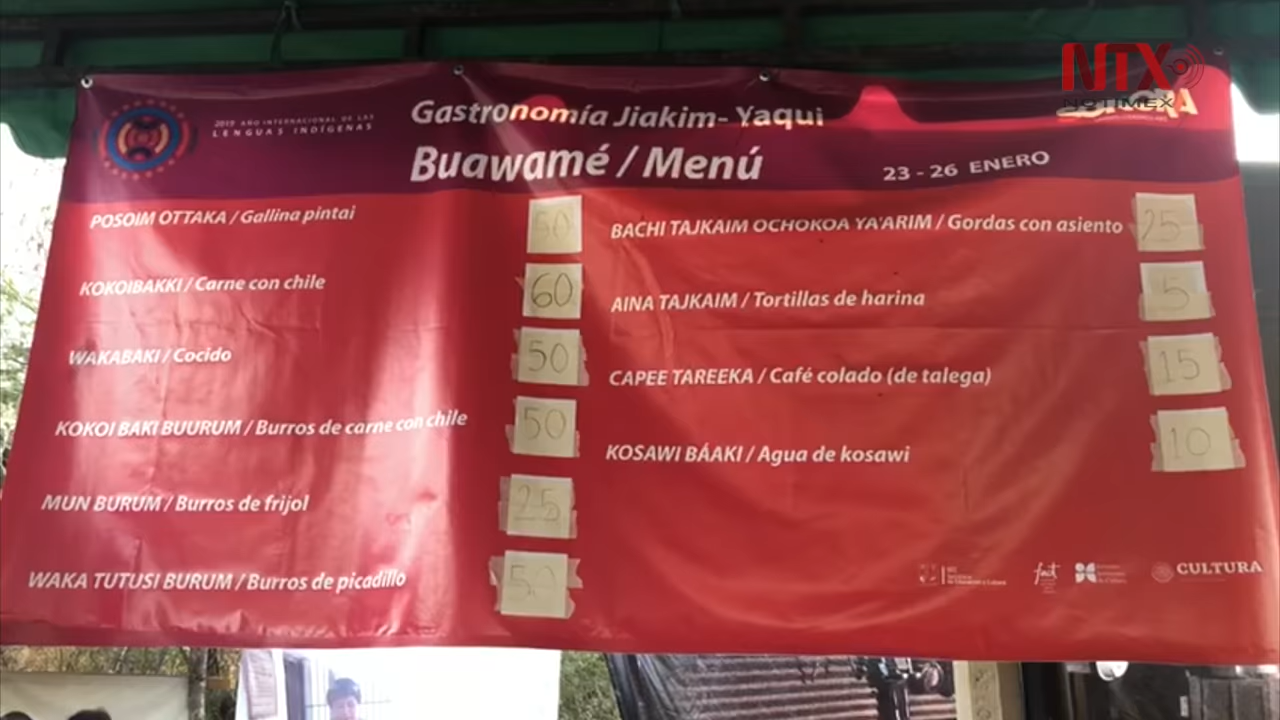 NTX
NOTIMEX
2019 AÑO INTERNACIONAL DE LAS
LENGUAS INDÍGENAS
Gastronomía Jiakim- Yaqui
Buawamé / Menú
23 - 26 ENERO
POSOIM OTTAKA / Gallina pintai 50
KOKOIBAKKI / Carne con chile 60
WAKABAKI / Cocido 50
KOKOI BAKI BUURUM / Burros de carne con chile 50
MUN BURUM / Burros de frijol 25
WAKA TUTUSI BURUM / Burros de picadillo 50
BACHI TAJKAIM OCHOKOA YA'ARIM / Gordas con asiento 25
AINA TAJKAIM / Tortillas de harina 5
CAPEE TAREEKA / Café colado (de talega) 15
KOSAWI BÁAKI / Agua de kosawi 10
CULTURA